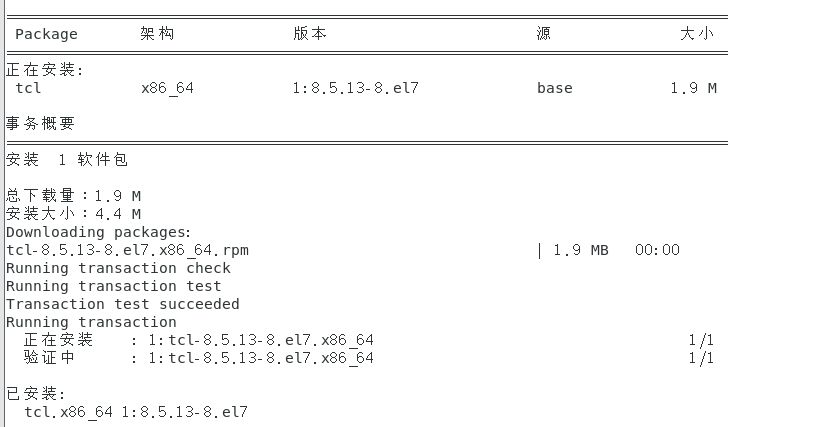 Package 架构 版本 源 大小
正在安装:
tcl x86_64 1:8.5.13-8.el7 base 1.9 M
事务概要
安装 1 软件包
总下载量：1.9 M
安装大小：4.4 M
Downloading packages:
tcl-8.5.13-8.el7.x86_64.rpm | 1.9 MB 00:00
Running transaction check
Running transaction test
Transaction test succeeded
Running transaction
正在安装 : 1:tcl-8.5.13-8.el7.x86_64 1/1
验证中 : 1:tcl-8.5.13-8.el7.x86_64 1/1
已安装:
tcl.x86_64 1:8.5.13-8.el7